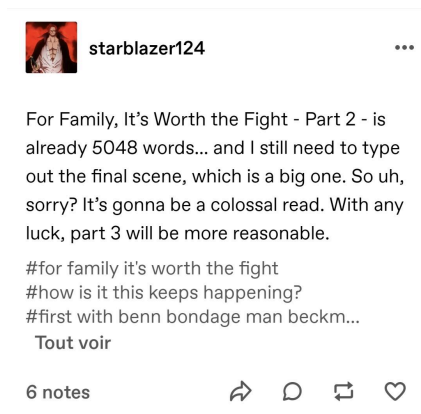 starblazer124
For Family, It’s Worth the Fight - Part 2 - is
already 5048 words... and I still need to type
out the final scene, which is a big one. So uh,
sorry? It’s gonna be a colossal read. With any
luck, part 3 will be more reasonable.
#for family it's worth the fight
#how is it this keeps happening?
#first with benn bondage man beckm...
Tout voir
6 notes